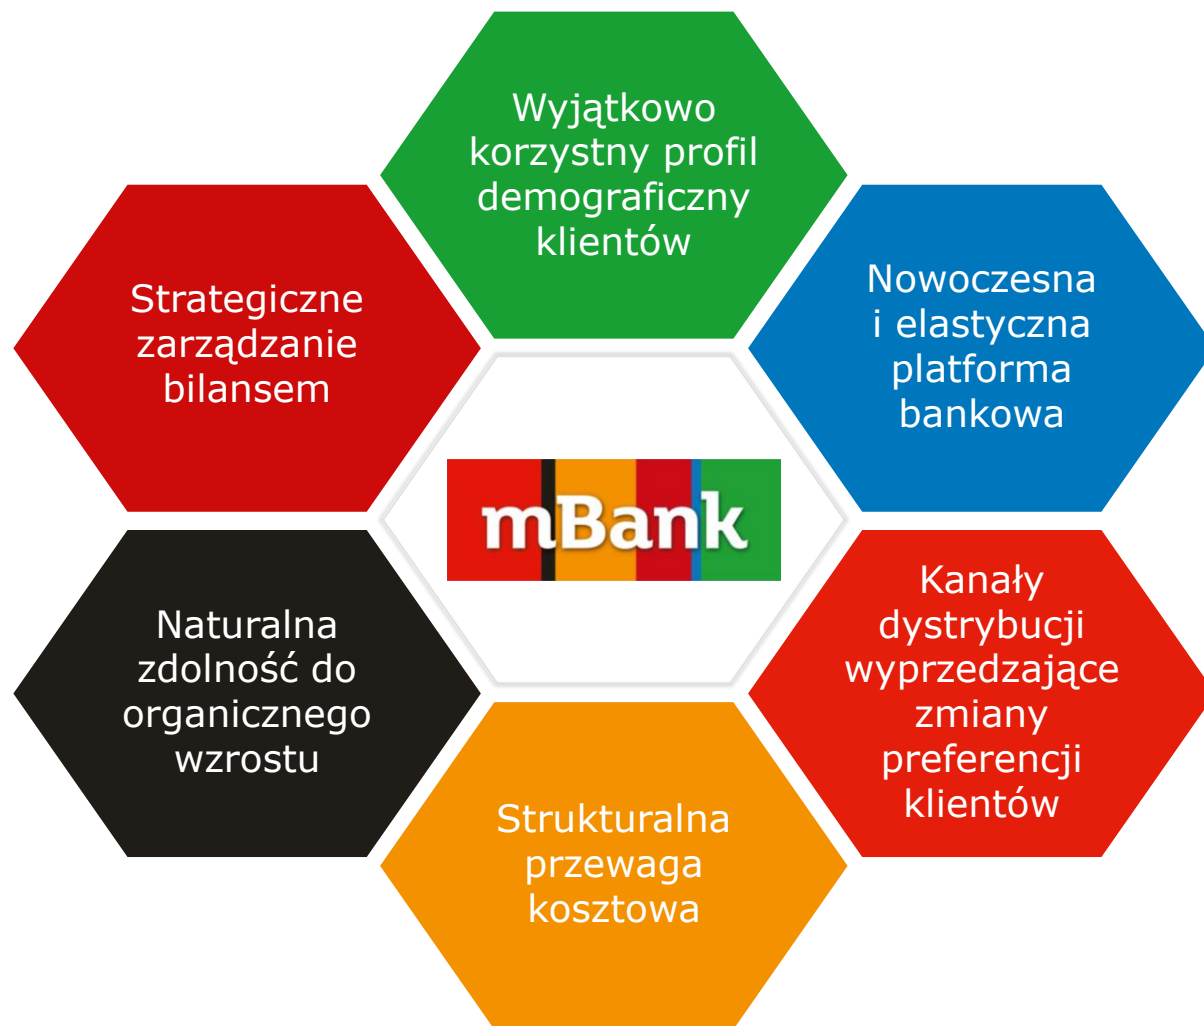 Wyjątkowo
korzystny profil
demograficzny
klientów
Strategiczne
zarządzanie
bilansem
Nowoczesna
i elastyczna
platforma
bankowa
mBank
Naturalna
zdolność do
organicznego
wzrostu
Kanały
dystrybucji
wyprzedzające
zmiany
preferencji
klientów
Strukturalna
przewaga
kosztowa